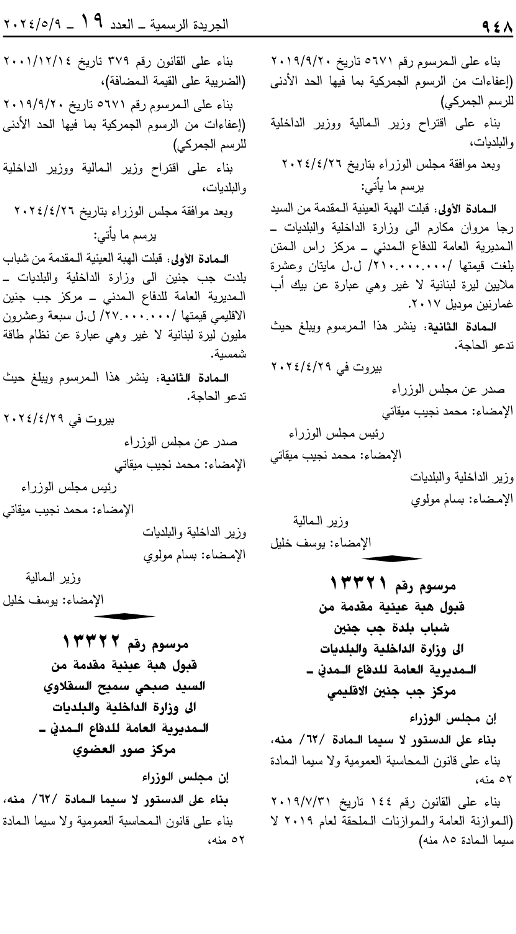 ٩٤٨
الجريدة الرسمية ــ العدد ١٩ ــ ٢٠٢٤/٥/٩
بناء على المرسوم رقم ٥٦٧١ تاريخ ٢٠١٩/٩/٢٠
(إعفاءات من الرسوم الجمركية بما فيها الحد الأدنى
للرسم الجمركي)
بناء على اقتراح وزير المالية ووزير الداخلية
والبلديات،
وبعد موافقة مجلس الوزراء بتاريخ ٢٠٢٤/٤/٢٦
يرسم ما يأتي:
المادة الأولى: قبلت الهبة العينية المقدمة من السيد
رجا مروان مكارم الى وزارة الداخلية والبلديات ــ
المديرية العامة للدفاع المدني ــ مركز راس المتن
بلغت قيمتها /٢١٠.٠٠٠.٠٠٠/ ل.ل مايتان وعشرة
ملايين ليرة لبنانية لا غير وهي عبارة عن بيك أب
غمارنين موديل ٢٠١٧.
المادة الثانية: ينشر هذا المرسوم ويبلغ حيث
تدعو الحاجة.
بيروت في ٢٠٢٤/٤/٢٩
صدر عن مجلس الوزراء
الإمضاء: محمد نجيب ميقاتي
رئيس مجلس الوزراء
الإمضاء: محمد نجيب ميقاتي
وزير الداخلية والبلديات
الإمضاء: بسام مولوي
وزير المالية
الإمضاء: يوسف خليل
مرسوم رقم ١٣٣٢١
قبول هبة عينية مقدمة من
شباب بلدة جب جنين
الى وزارة الداخلية والبلديات
المديرية العامة للدفاع المدني ــ
مركز جب جنين الاقليمي
إن مجلس الوزراء
بناء على الدستور لا سيما المادة /٦٢/ منه،
بناء على قانون المحاسبة العمومية ولا سيما المادة
٥٢ منه،
بناء على القانون رقم ١٤٤ تاريخ ٢٠١٩/٧/٣١
(الموازنة العامة والموازنات الملحقة لعام ٢٠١٩ لا
سيما المادة ٨٥ منه)
بناء على القانون رقم ٣٧٩ تاريخ ٢٠٠١/١٢/١٤
(الضريبية على القيمة المضافة)،
بناء على المرسوم رقم ٥٦٧١ تاريخ ٢٠١٩/٩/٢٠
(إعفاءات من الرسوم الجمركية بما فيها الحد الأدنى
للرسم الجمركي)
بناء على اقتراح وزير المالية ووزير الداخلية
والبلديات،
وبعد موافقة مجلس الوزراء بتاريخ ٢٠٢٤/٤/٢٦
يرسم ما يأتي:
المادة الأولى: قبلت الهبة العينية المقدمة من شباب
بلدت جب جنين الى وزارة الداخلية والبلديات ــ
المديرية العامة للدفاع المدني ــ مركز جب جنين
الاقليمي قيمتها /٢٧.٠٠٠.٠٠٠/ ل.ل سبعة وعشرون
مليون ليرة لبنانية لا غير وهي عبارة عن نظام طاقة
شمسية.
المادة الثانية: ينشر هذا المرسوم ويبلغ حيث
تدعو الحاجة.
بيروت في ٢٠٢٤/٤/٢٩
صدر عن مجلس الوزراء
الإمضاء: محمد نجيب ميقاتي
رئيس مجلس الوزراء
الإمضاء: محمد نجيب ميقاتي
وزير الداخلية والبلديات
الإمضاء: بسام مولوي
وزير المالية
الإمضاء: يوسف خليل
مرسوم رقم ١٣٣٢٢
قبول هبة عينية مقدمة من
السيد صبحي سميح السقلاوي
الى وزارة الداخلية والبلديات
المديرية العامة للدفاع المدني ــ
مركز صور العضوي
إن مجلس الوزراء
بناء على الدستور لا سيما المادة /٦٢/ منه،
بناء على قانون المحاسبة العمومية ولا سيما المادة
٥٢ منه،